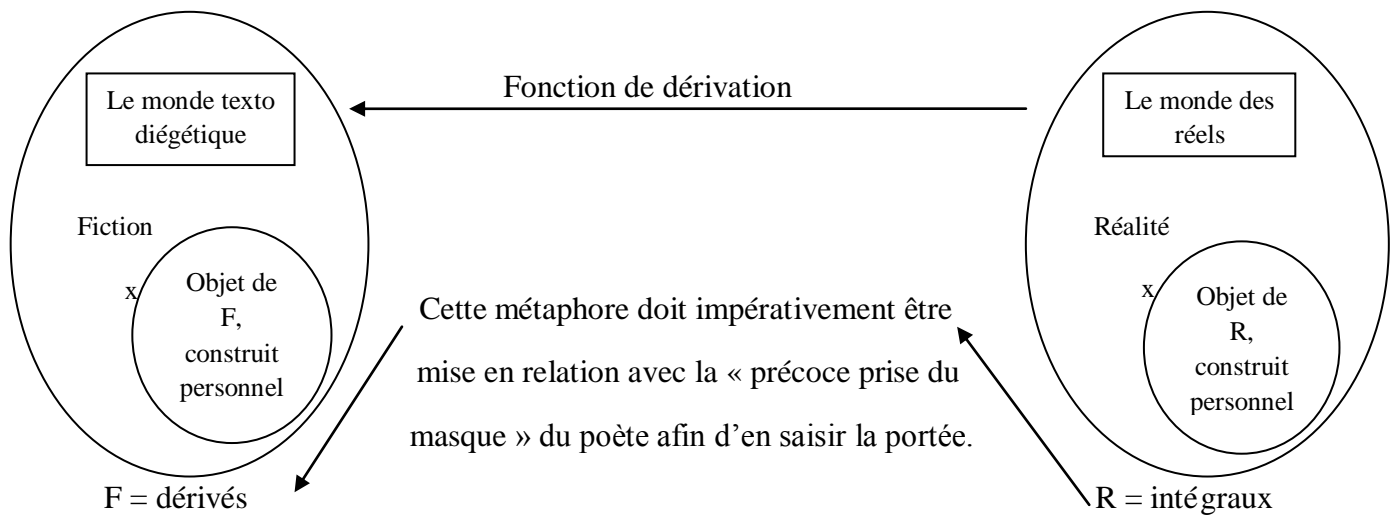 Fonction de dérivation
Le monde texto
diégétique
Fiction
x
Objet de
F,
construit
personnel
F = dérivés
Cette métaphore doit impérativement être
mise en relation avec la « précoce prise du
masque » du poète afin d’en saisir la portée.
Le monde des
réels
Réalité
x
Objet de
R,
construit
personnel
R = intégraux